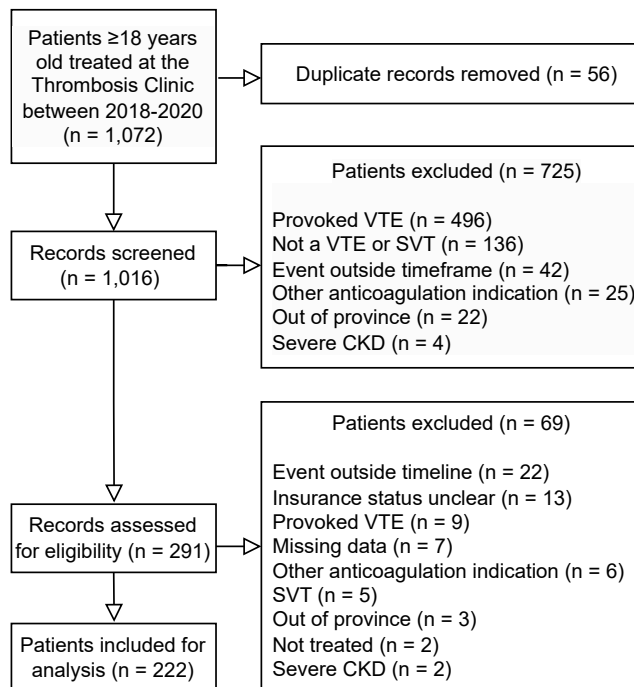 Patients ≥18 years
old treated at the
Thrombosis Clinic
between 2018-2020
(n = 1,072)
Duplicate records removed (n = 56)
Patients excluded (n = 725)
Provoked VTE (n = 496)
Not a VTE or SVT (n = 136)
Event outside timeframe (n = 42)
Other anticoagulation indication (n = 25)
Out of province (n = 22)
Severe CKD (n = 4)
Records screened
(n = 1,016)
Patients excluded (n = 69)
Event outside timeline (n = 22)
Insurance status unclear (n = 13)
Provoked VTE (n = 9)
Missing data (n = 7)
Other anticoagulation indication (n = 6)
SVT (n = 5)
Out of province (n = 3)
Not treated (n = 2)
Severe CKD (n = 2)
Records assessed
for eligibility (n = 291)
Patients included for
analysis (n = 222)